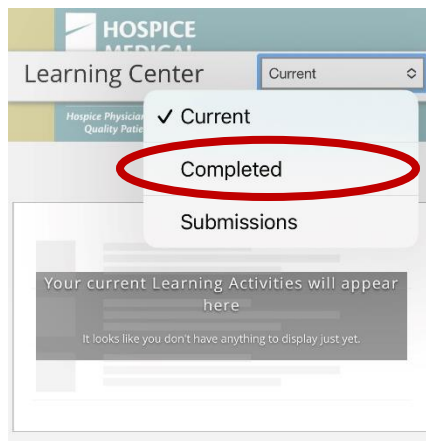 HOSPICE
MEDICAL
Learning Center
Current
Hospice Physician
Quality Patie
✓ Current
Completed
Submissions
Your current Learning Activities will appear
here
It looks like you don't have anything to display just yet.